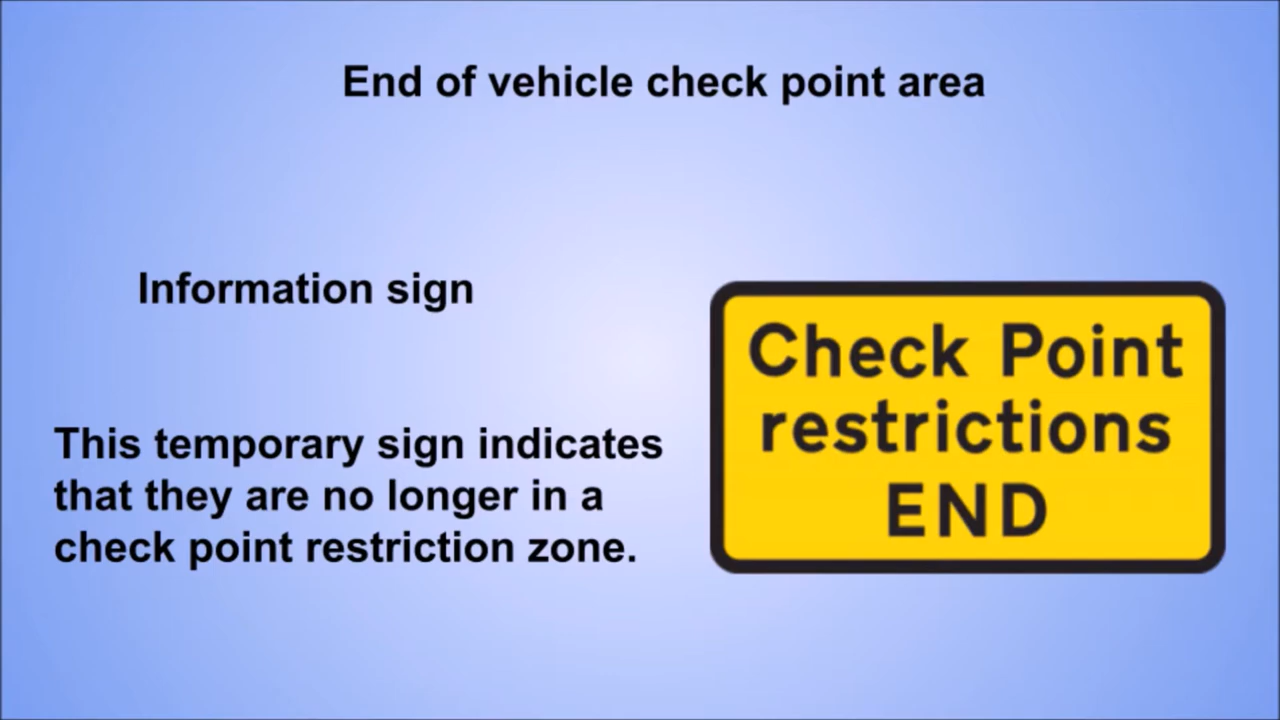 End of vehicle check point area
Information sign
This temporary sign indicates
that they are no longer in a
check point restriction zone.
Check Point
restrictions
END